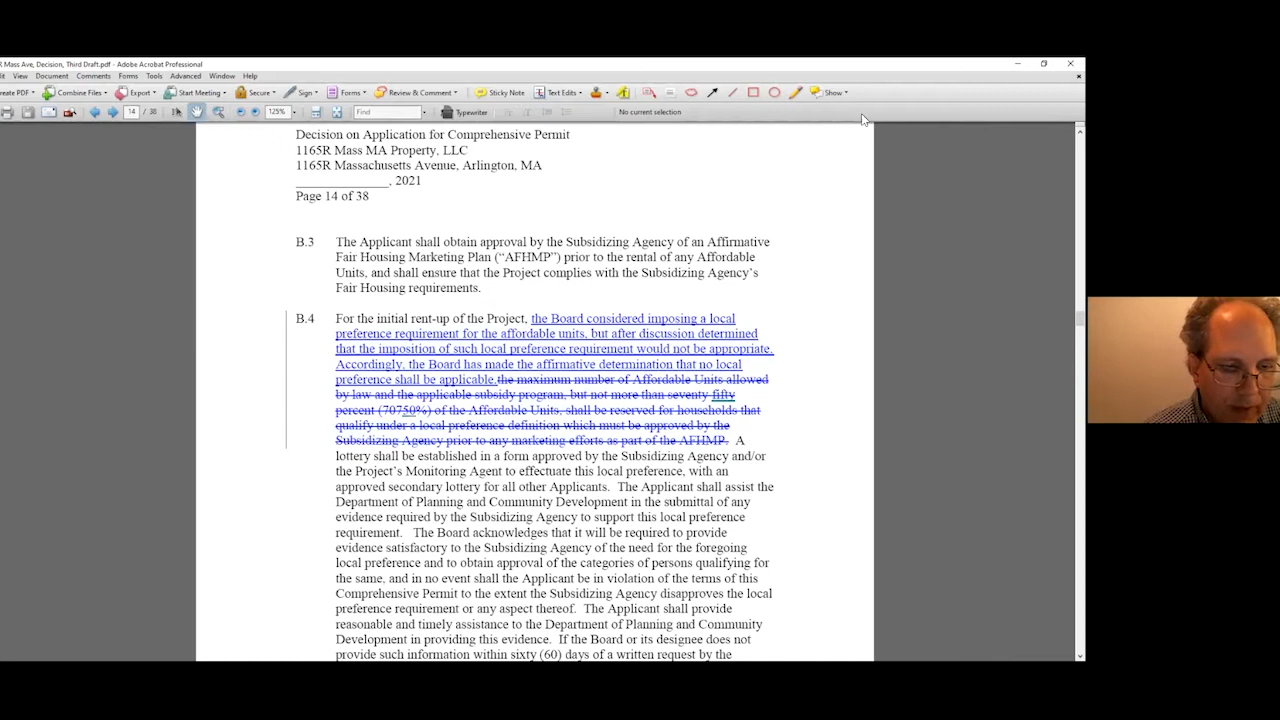 R Mass Ave, Decision, Third Draft.pdf - Adobe Acrobat Professional
it View Document Comments Forms Tools Advanced Window Help
reate PDF Combine Files Export Start Meeting Secure Sign Forms Review & Comment Sticky Note Text Edits Show
14 / 38 125% Find Typewriter No current selection
Decision on Application for Comprehensive Permit
1165R Mass MA Property, LLC
1165R Massachusetts Avenue, Arlington, MA
______________, 2021
Page 14 of 38
B.3 The Applicant shall obtain approval by the Subsidizing Agency of an Affirmative
Fair Housing Marketing Plan (“AFHMP”) prior to the rental of any Affordable
Units, and shall ensure that the Project complies with the Subsidizing Agency’s
Fair Housing requirements.
B.4 For the initial rent-up of the Project, the Board considered imposing a local
preference requirement for the affordable units, but after discussion determined
that the imposition of such local preference requirement would not be appropriate.
Accordingly, the Board has made the affirmative determination that no local
preference shall be applicable.the maximum number of Affordable Units allowed
by law and the applicable subsidy program, but not more than seventy fifty
percent (70750%) of the Affordable Units, shall be reserved for households that
qualify under a local preference definition which must be approved by the
Subsidizing Agency prior to any marketing efforts as part of the AFHMP. A
lottery shall be established in a form approved by the Subsidizing Agency and/or
the Project’s Monitoring Agent to effectuate this local preference, with an
approved secondary lottery for all other Applicants. The Applicant shall assist the
Department of Planning and Community Development in the submittal of any
evidence required by the Subsidizing Agency to support this local preference
requirement. The Board acknowledges that it will be required to provide
evidence satisfactory to the Subsidizing Agency of the need for the foregoing
local preference and to obtain approval of the categories of persons qualifying for
the same, and in no event shall the Applicant be in violation of the terms of this
Comprehensive Permit to the extent the Subsidizing Agency disapproves the local
preference requirement or any aspect thereof. The Applicant shall provide
reasonable and timely assistance to the Department of Planning and Community
Development in providing this evidence. If the Board or its designee does not
provide such information within sixty (60) days of a written request by the